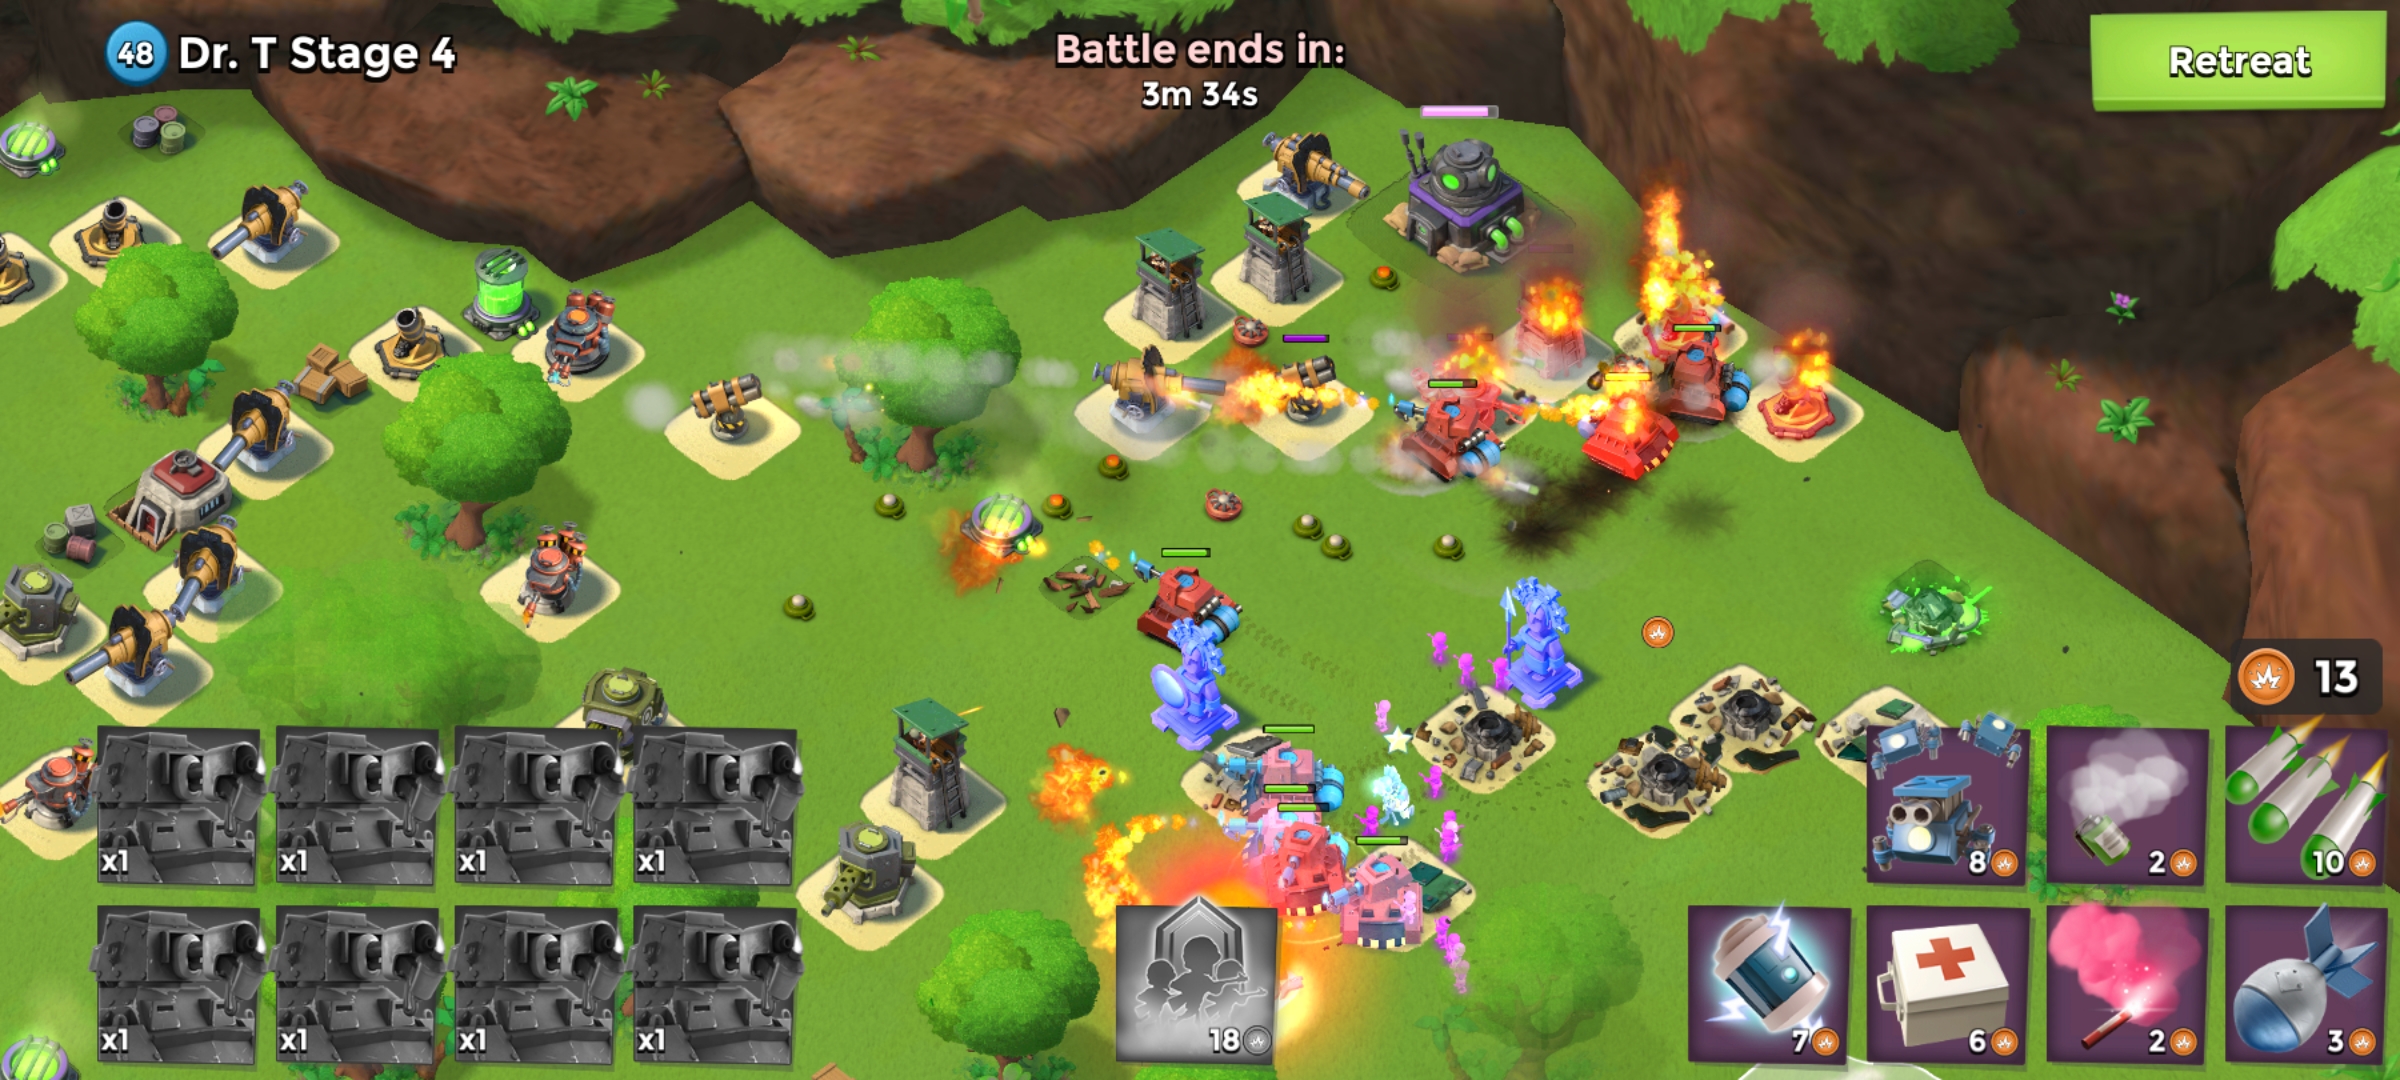 48 Dr. T Stage 4
Battle ends in:
3m 34s
Retreat
13
x1 x1 x1 x1
8 2 10
x1 x1 x1 x1
18 7 6 2 3